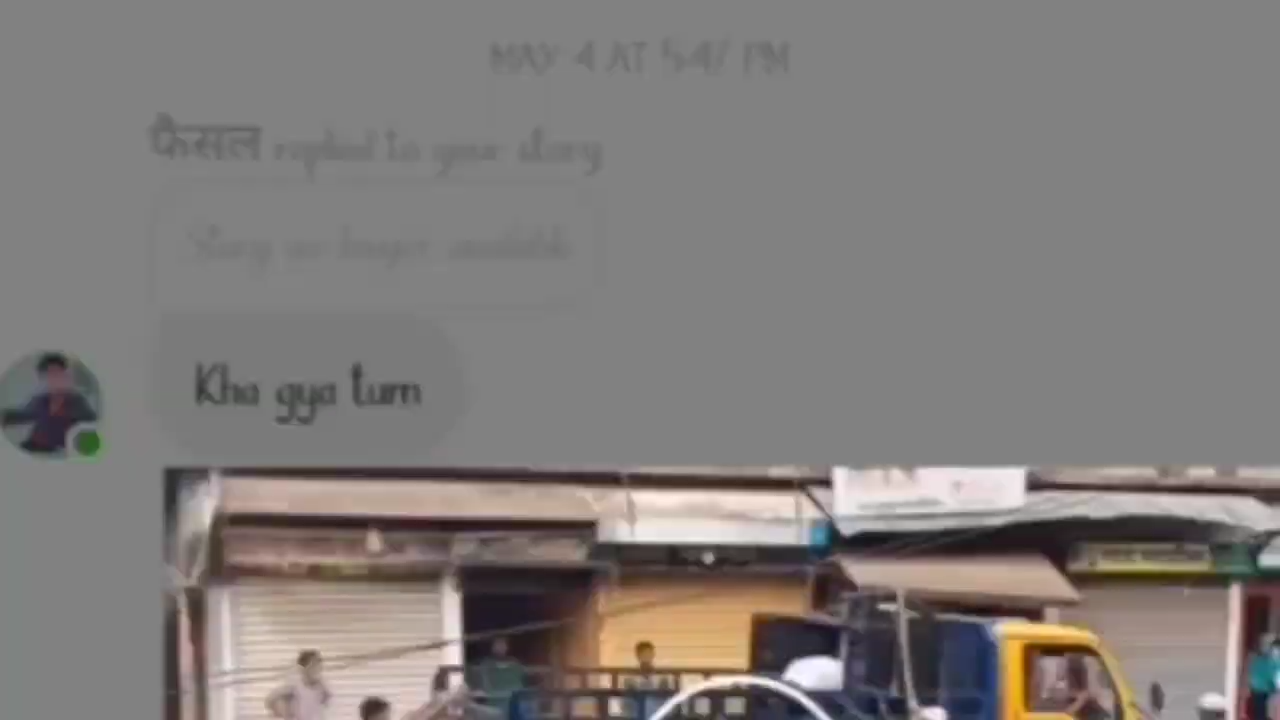 MAY 4 AT 5:47 PM
फैसल replied to your story
Story no longer available
Kha gya tum